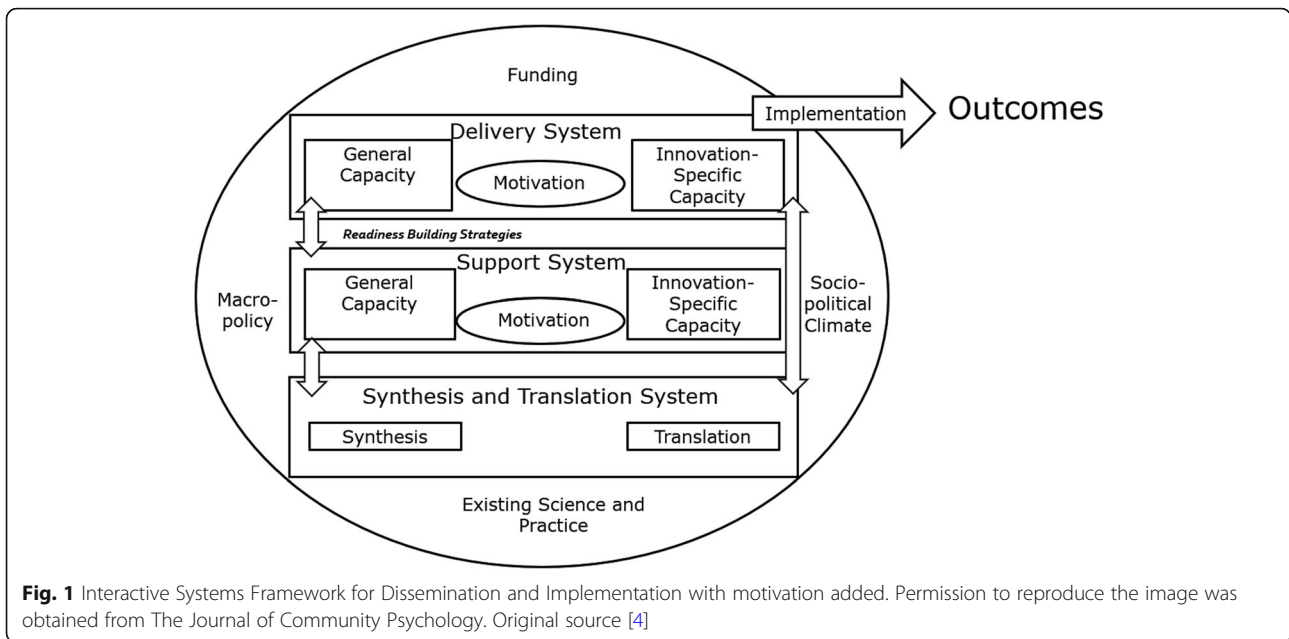 Funding
Implementation
Outcomes
Delivery System
General
Capacity
Motivation
Innovation-
Specific
Capacity
Readiness Building Strategies
Support System
General
Capacity
Motivation
Innovation-
Specific
Capacity
Macro-
policy
Socio-
political
Climate
Synthesis and Translation System
Synthesis
Translation
Existing Science and
Practice
Fig. 1 Interactive Systems Framework for Dissemination and Implementation with motivation added. Permission to reproduce the image was
obtained from The Journal of Community Psychology. Original source [4]